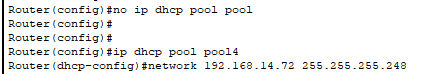 Router(config)#no ip dhcp pool pool
Router(config)#
Router(config)#
Router(config)#ip dhcp pool pool4
Router(dhcp-config)#network 192.168.14.72 255.255.255.248